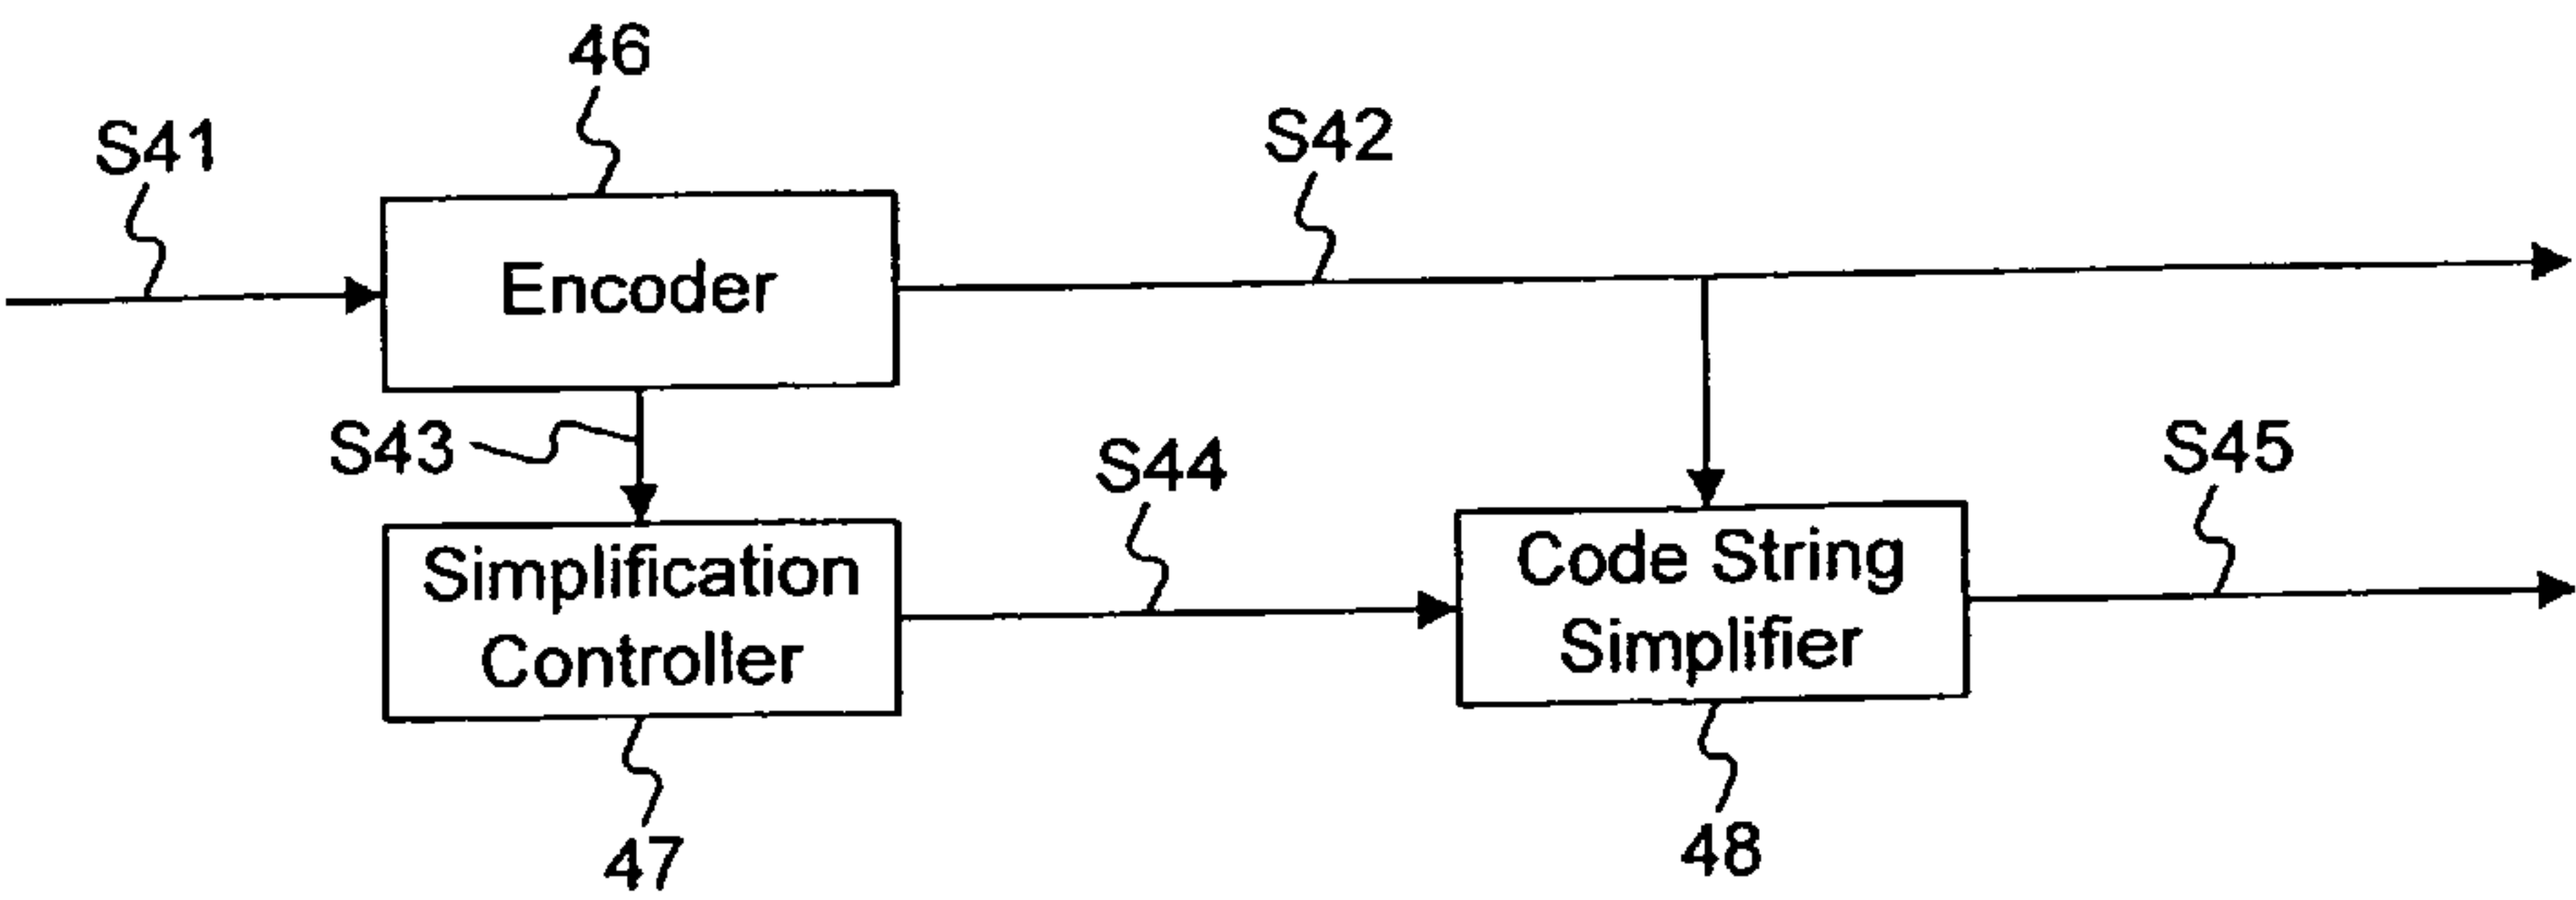 46
S41
S42
Encoder
S43
S44
S45
Simplification
Controller
Code String
Simplifier
47
48